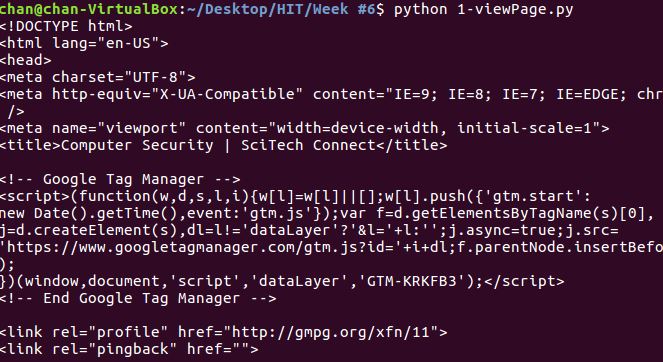 chan@chan-VirtualBox:~/Desktop/HIT/Week #6$ python 1-viewPage.py
<!DOCTYPE html>
<html lang="en-US">
<head>
<meta charset="UTF-8">
<meta http-equiv="X-UA-Compatible" content="IE=9; IE=8; IE=7; IE=EDGE; chr
 />
<meta name="viewport" content="width=device-width, initial-scale=1">
<title>Computer Security | SciTech Connect</title>

<!-- Google Tag Manager -->
<script>(function(w,d,s,l,i){w[l]=w[l]||[];w[l].push({'gtm.start':
new Date().getTime(),event:'gtm.js'});var f=d.getElementsByTagName(s)[0],
j=d.createElement(s),dl=l!='dataLayer'?'&l='+l:'';j.async=true;j.src=
'https://www.googletagmanager.com/gtm.js?id='+i+dl;f.parentNode.insertBefo
);
})(window,document,'script','dataLayer','GTM-KRKFB3');</script>
<!-- End Google Tag Manager -->

<link rel="profile" href="http://gmpg.org/xfn/11">
<link rel="pingback" href="">